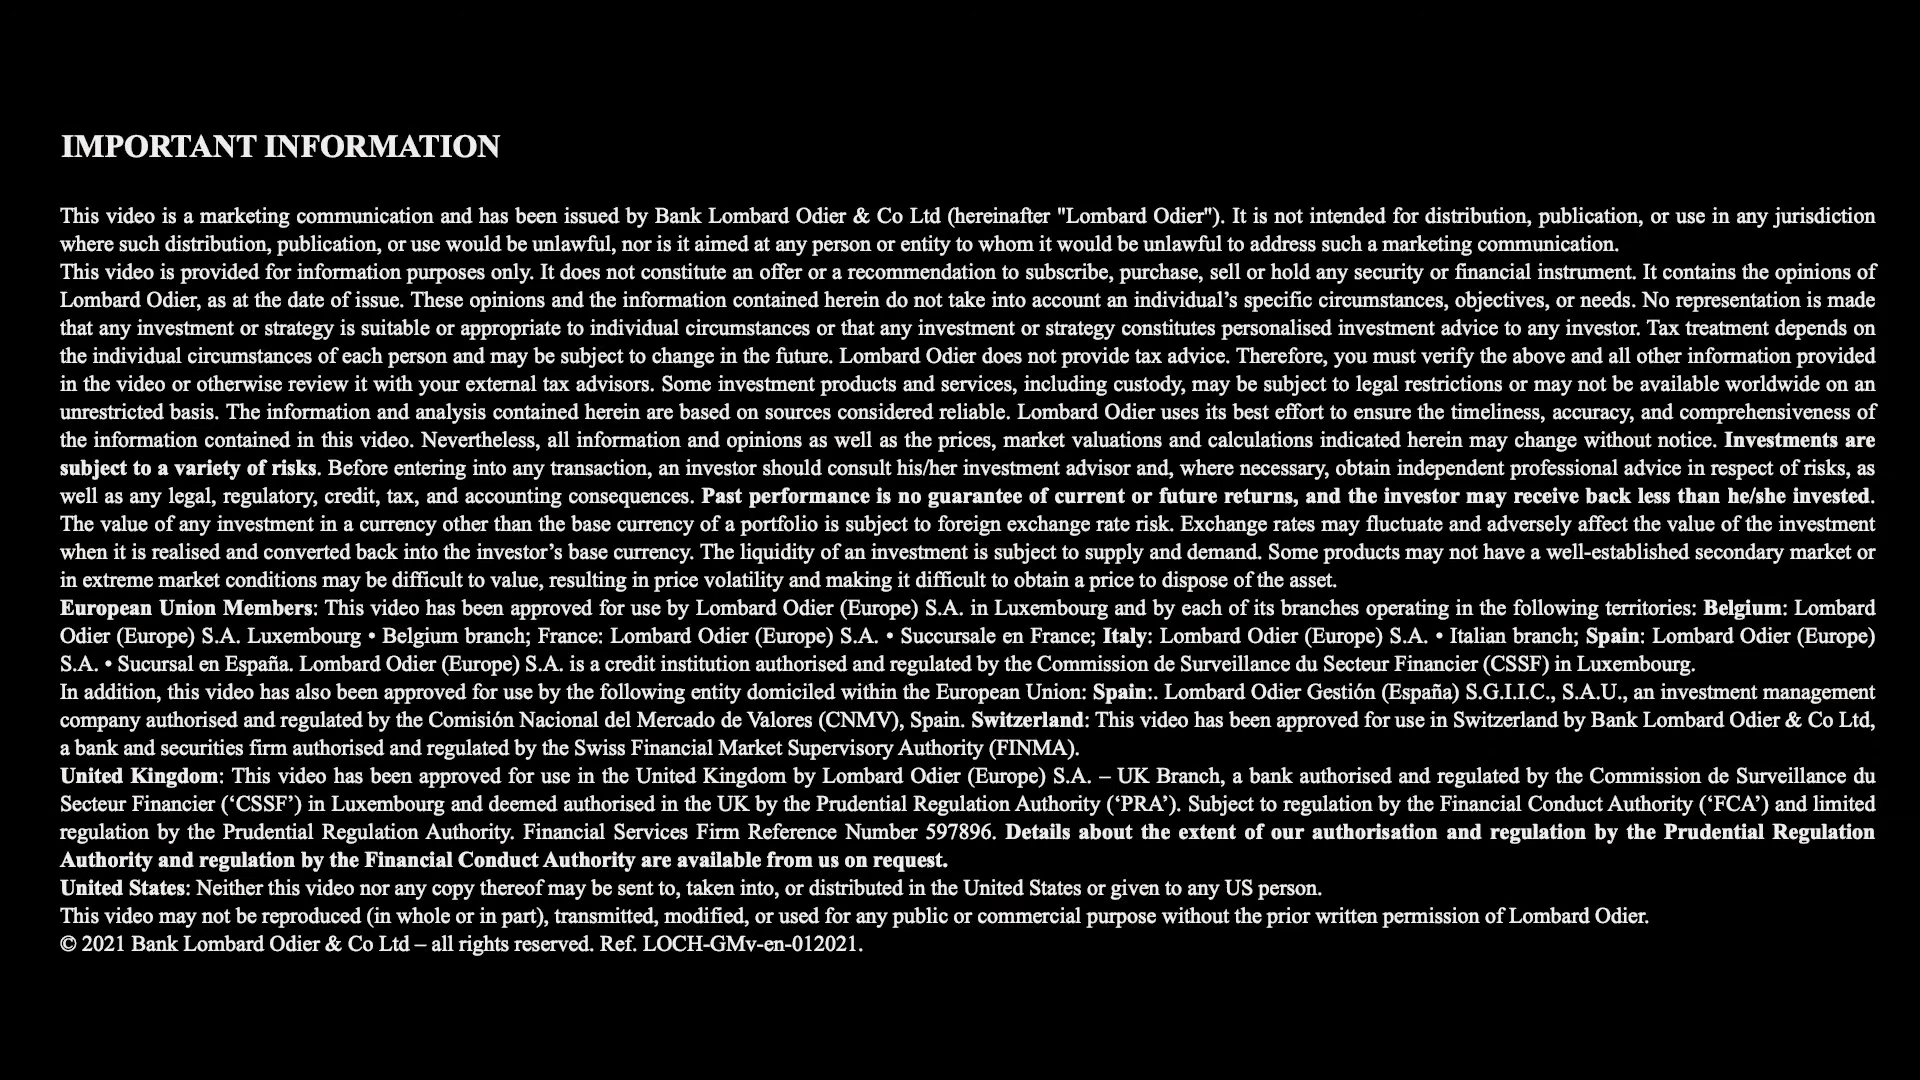 IMPORTANT INFORMATION
This video is a marketing communication and has been issued by Bank Lombard Odier & Co Ltd (hereinafter "Lombard Odier"). It is not intended for distribution, publication, or use in any jurisdiction
where such distribution, publication, or use would be unlawful, nor is it aimed at any person or entity to whom it would be unlawful to address such a marketing communication.
This video is provided for information purposes only. It does not constitute an offer or a recommendation to subscribe, purchase, sell or hold any security or financial instrument. It contains the opinions of
Lombard Odier, as at the date of issue. These opinions and the information contained herein do not take into account an individual’s specific circumstances, objectives, or needs. No representation is made
that any investment or strategy is suitable or appropriate to individual circumstances or that any investment or strategy constitutes personalised investment advice to any investor. Tax treatment depends on
the individual circumstances of each person and may be subject to change in the future. Lombard Odier does not provide tax advice. Therefore, you must verify the above and all other information provided
in the video or otherwise review it with your external tax advisors. Some investment products and services, including custody, may be subject to legal restrictions or may not be available worldwide on an
unrestricted basis. The information and analysis contained herein are based on sources considered reliable. Lombard Odier uses its best effort to ensure the timeliness, accuracy, and comprehensiveness of
the information contained in this video. Nevertheless, all information and opinions as well as the prices, market valuations and calculations indicated herein may change without notice. Investments are
subject to a variety of risks. Before entering into any transaction, an investor should consult his/her investment advisor and, where necessary, obtain independent professional advice in respect of risks, as
well as any legal, regulatory, credit, tax, and accounting consequences. Past performance is no guarantee of current or future returns, and the investor may receive back less than he/she invested.
The value of any investment in a currency other than the base currency of a portfolio is subject to foreign exchange rate risk. Exchange rates may fluctuate and adversely affect the value of the investment
when it is realised and converted back into the investor’s base currency. The liquidity of an investment is subject to supply and demand. Some products may not have a well-established secondary market or
in extreme market conditions may be difficult to value, resulting in price volatility and making it difficult to obtain a price to dispose of the asset.
European Union Members: This video has been approved for use by Lombard Odier (Europe) S.A. in Luxembourg and by each of its branches operating in the following territories: Belgium: Lombard
Odier (Europe) S.A. Luxembourg • Belgium branch; France: Lombard Odier (Europe) S.A. • Succursale en France; Italy: Lombard Odier (Europe) S.A. • Italian branch; Spain: Lombard Odier (Europe)
S.A. • Sucursal en España. Lombard Odier (Europe) S.A. is a credit institution authorised and regulated by the Commission de Surveillance du Secteur Financier (CSSF) in Luxembourg.
In addition, this video has also been approved for use by the following entity domiciled within the European Union: Spain:. Lombard Odier Gestión (España) S.G.I.I.C., S.A.U., an investment management
company authorised and regulated by the Comisión Nacional del Mercado de Valores (CNMV), Spain. Switzerland: This video has been approved for use in Switzerland by Bank Lombard Odier & Co Ltd,
a bank and securities firm authorised and regulated by the Swiss Financial Market Supervisory Authority (FINMA).
United Kingdom: This video has been approved for use in the United Kingdom by Lombard Odier (Europe) S.A. – UK Branch, a bank authorised and regulated by the Commission de Surveillance du
Secteur Financier (‘CSSF’) in Luxembourg and deemed authorised in the UK by the Prudential Regulation Authority (‘PRA’). Subject to regulation by the Financial Conduct Authority (‘FCA’) and limited
regulation by the Prudential Regulation Authority. Financial Services Firm Reference Number 597896. Details about the extent of our authorisation and regulation by the Prudential Regulation
Authority and regulation by the Financial Conduct Authority are available from us on request.
United States: Neither this video nor any copy thereof may be sent to, taken into, or distributed in the United States or given to any US person.
This video may not be reproduced (in whole or in part), transmitted, modified, or used for any public or commercial purpose without the prior written permission of Lombard Odier.
© 2021 Bank Lombard Odier & Co Ltd – all rights reserved. Ref. LOCH-GMv-en-012021.